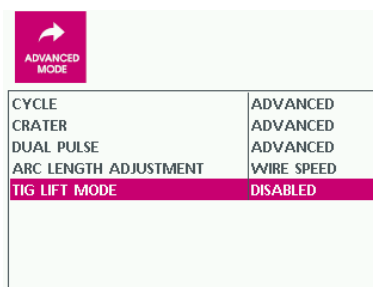 ADVANCED
MODE
CYCLE ADVANCED
CRATER ADVANCED
DUAL PULSE ADVANCED
ARC LENGTH ADJUSTMENT WIRE SPEED
TIG LIFT MODE DISABLED